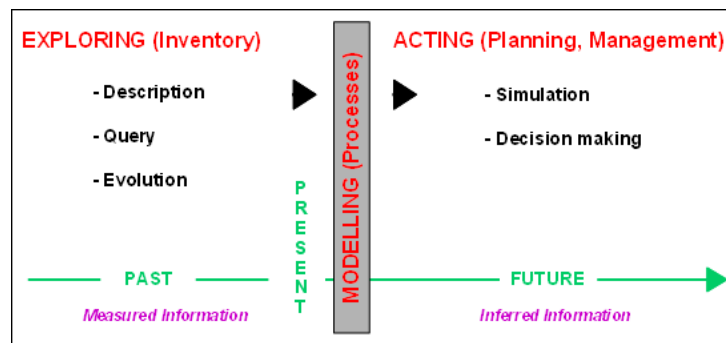 EXPLORING (Inventory)
- Description
- Query
- Evolution
PRESENT
MODELLING (Processes)
ACTING (Planning, Management)
- Simulation
- Decision making
PAST
FUTURE
Measured Information
Inferred Information